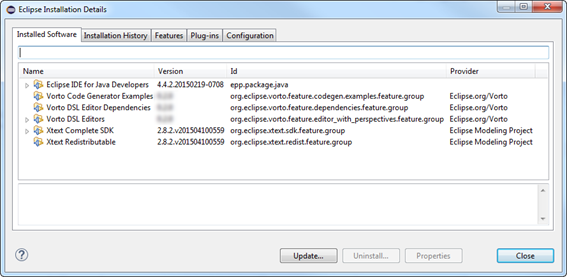 Eclipse Installation Details
Installed Software Installation History Features Plug-ins Configuration
Name Version Id Provider
Eclipse IDE for Java Developers 4.4.2.20150219-0708 epp.package.java
Vorto Code Generator Examples org.eclipse.vorto.feature.codegen.examples.feature.group Eclipse.org/Vorto
Vorto DSL Editor Dependencies org.eclipse.vorto.feature.dependencies.feature.group Eclipse.org/Vorto
Vorto DSL Editors org.eclipse.vorto.feature.editor_with_perspectives.feature.group Eclipse.org/Vorto
Xtext Complete SDK 2.8.2.v201504100559 org.eclipse.xtext.sdk.feature.group Eclipse Modeling Project
Xtext Redistributable 2.8.2.v201504100559 org.eclipse.xtext.redist.feature.group Eclipse Modeling Project
? Update... Uninstall... Properties Close